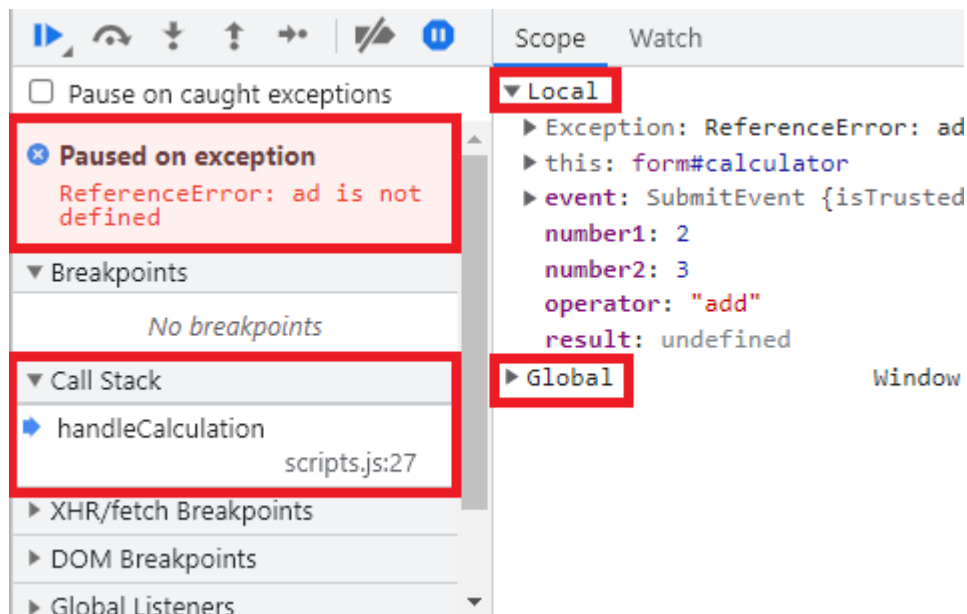 Pause on caught exceptions
Paused on exception
ReferenceError: ad is not
defined
Breakpoints
No breakpoints
Call Stack
handleCalculation
scripts.js:27
XHR/fetch Breakpoints
DOM Breakpoints
Global Listeners
Scope Watch
Local
Exception: ReferenceError: ad
this: form#calculator
event: SubmitEvent {isTrusted
number1: 2
number2: 3
operator: "add"
result: undefined
Global Window